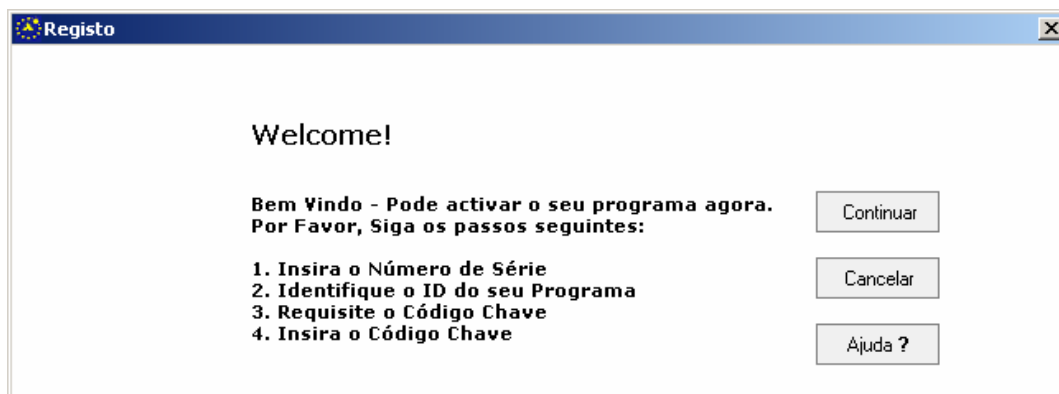 Registo
Welcome!
Bem Vindo - Pode activar o seu programa agora.
Por Favor, Siga os passos seguintes:
1. Insira o Número de Série
2. Identifique o ID do seu Programa
3. Requisite o Código Chave
4. Insira o Código Chave
Continuar
Cancelar
Ajuda ?